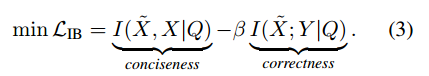 min ℒ_IB = I(X̃, X|Q) −β I(X̃; Y|Q) . (3)
conciseness correctness